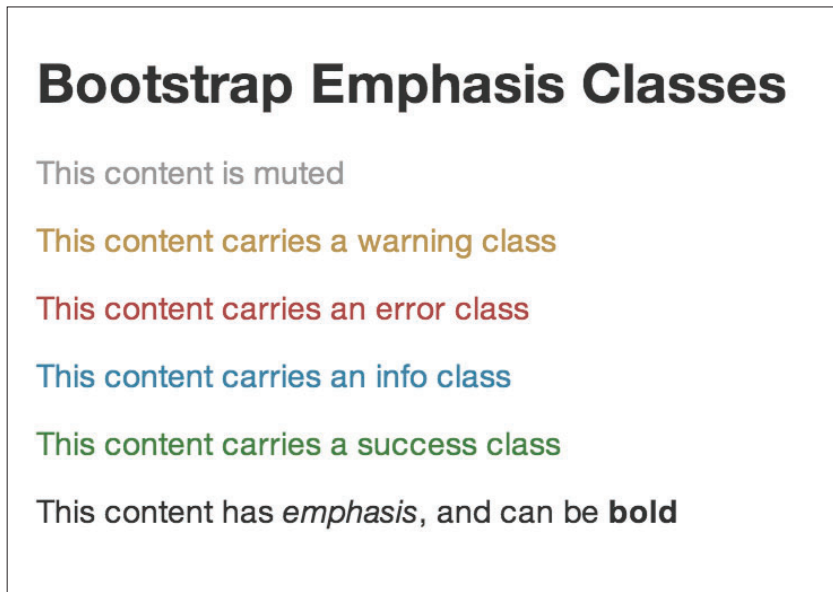 Bootstrap Emphasis Classes
This content is muted
This content carries a warning class
This content carries an error class
This content carries an info class
This content carries a success class
This content has emphasis, and can be bold